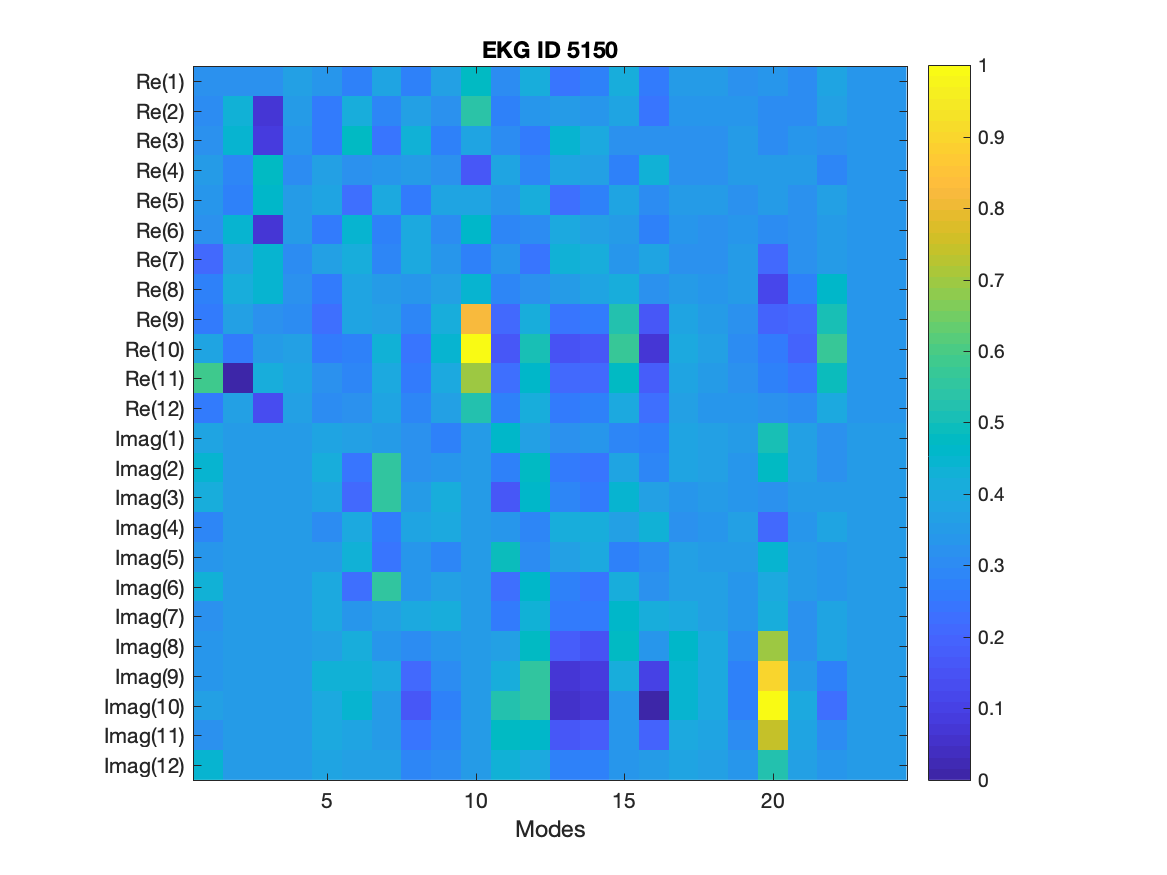 EKG ID 5150
Re(1)
Re(2)
Re(3)
Re(4)
Re(5)
Re(6)
Re(7)
Re(8)
Re(9)
Re(10)
Re(11)
Re(12)
Imag(1)
Imag(2)
Imag(3)
Imag(4)
Imag(5)
Imag(6)
Imag(7)
Imag(8)
Imag(9)
Imag(10)
Imag(11)
Imag(12)
5 10 15 20
Modes
1
0.9
0.8
0.7
0.6
0.5
0.4
0.3
0.2
0.1
0